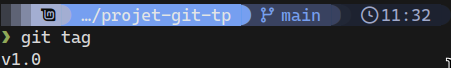 …/projet-git-tp main 11:32
❯ git tag
v1.0